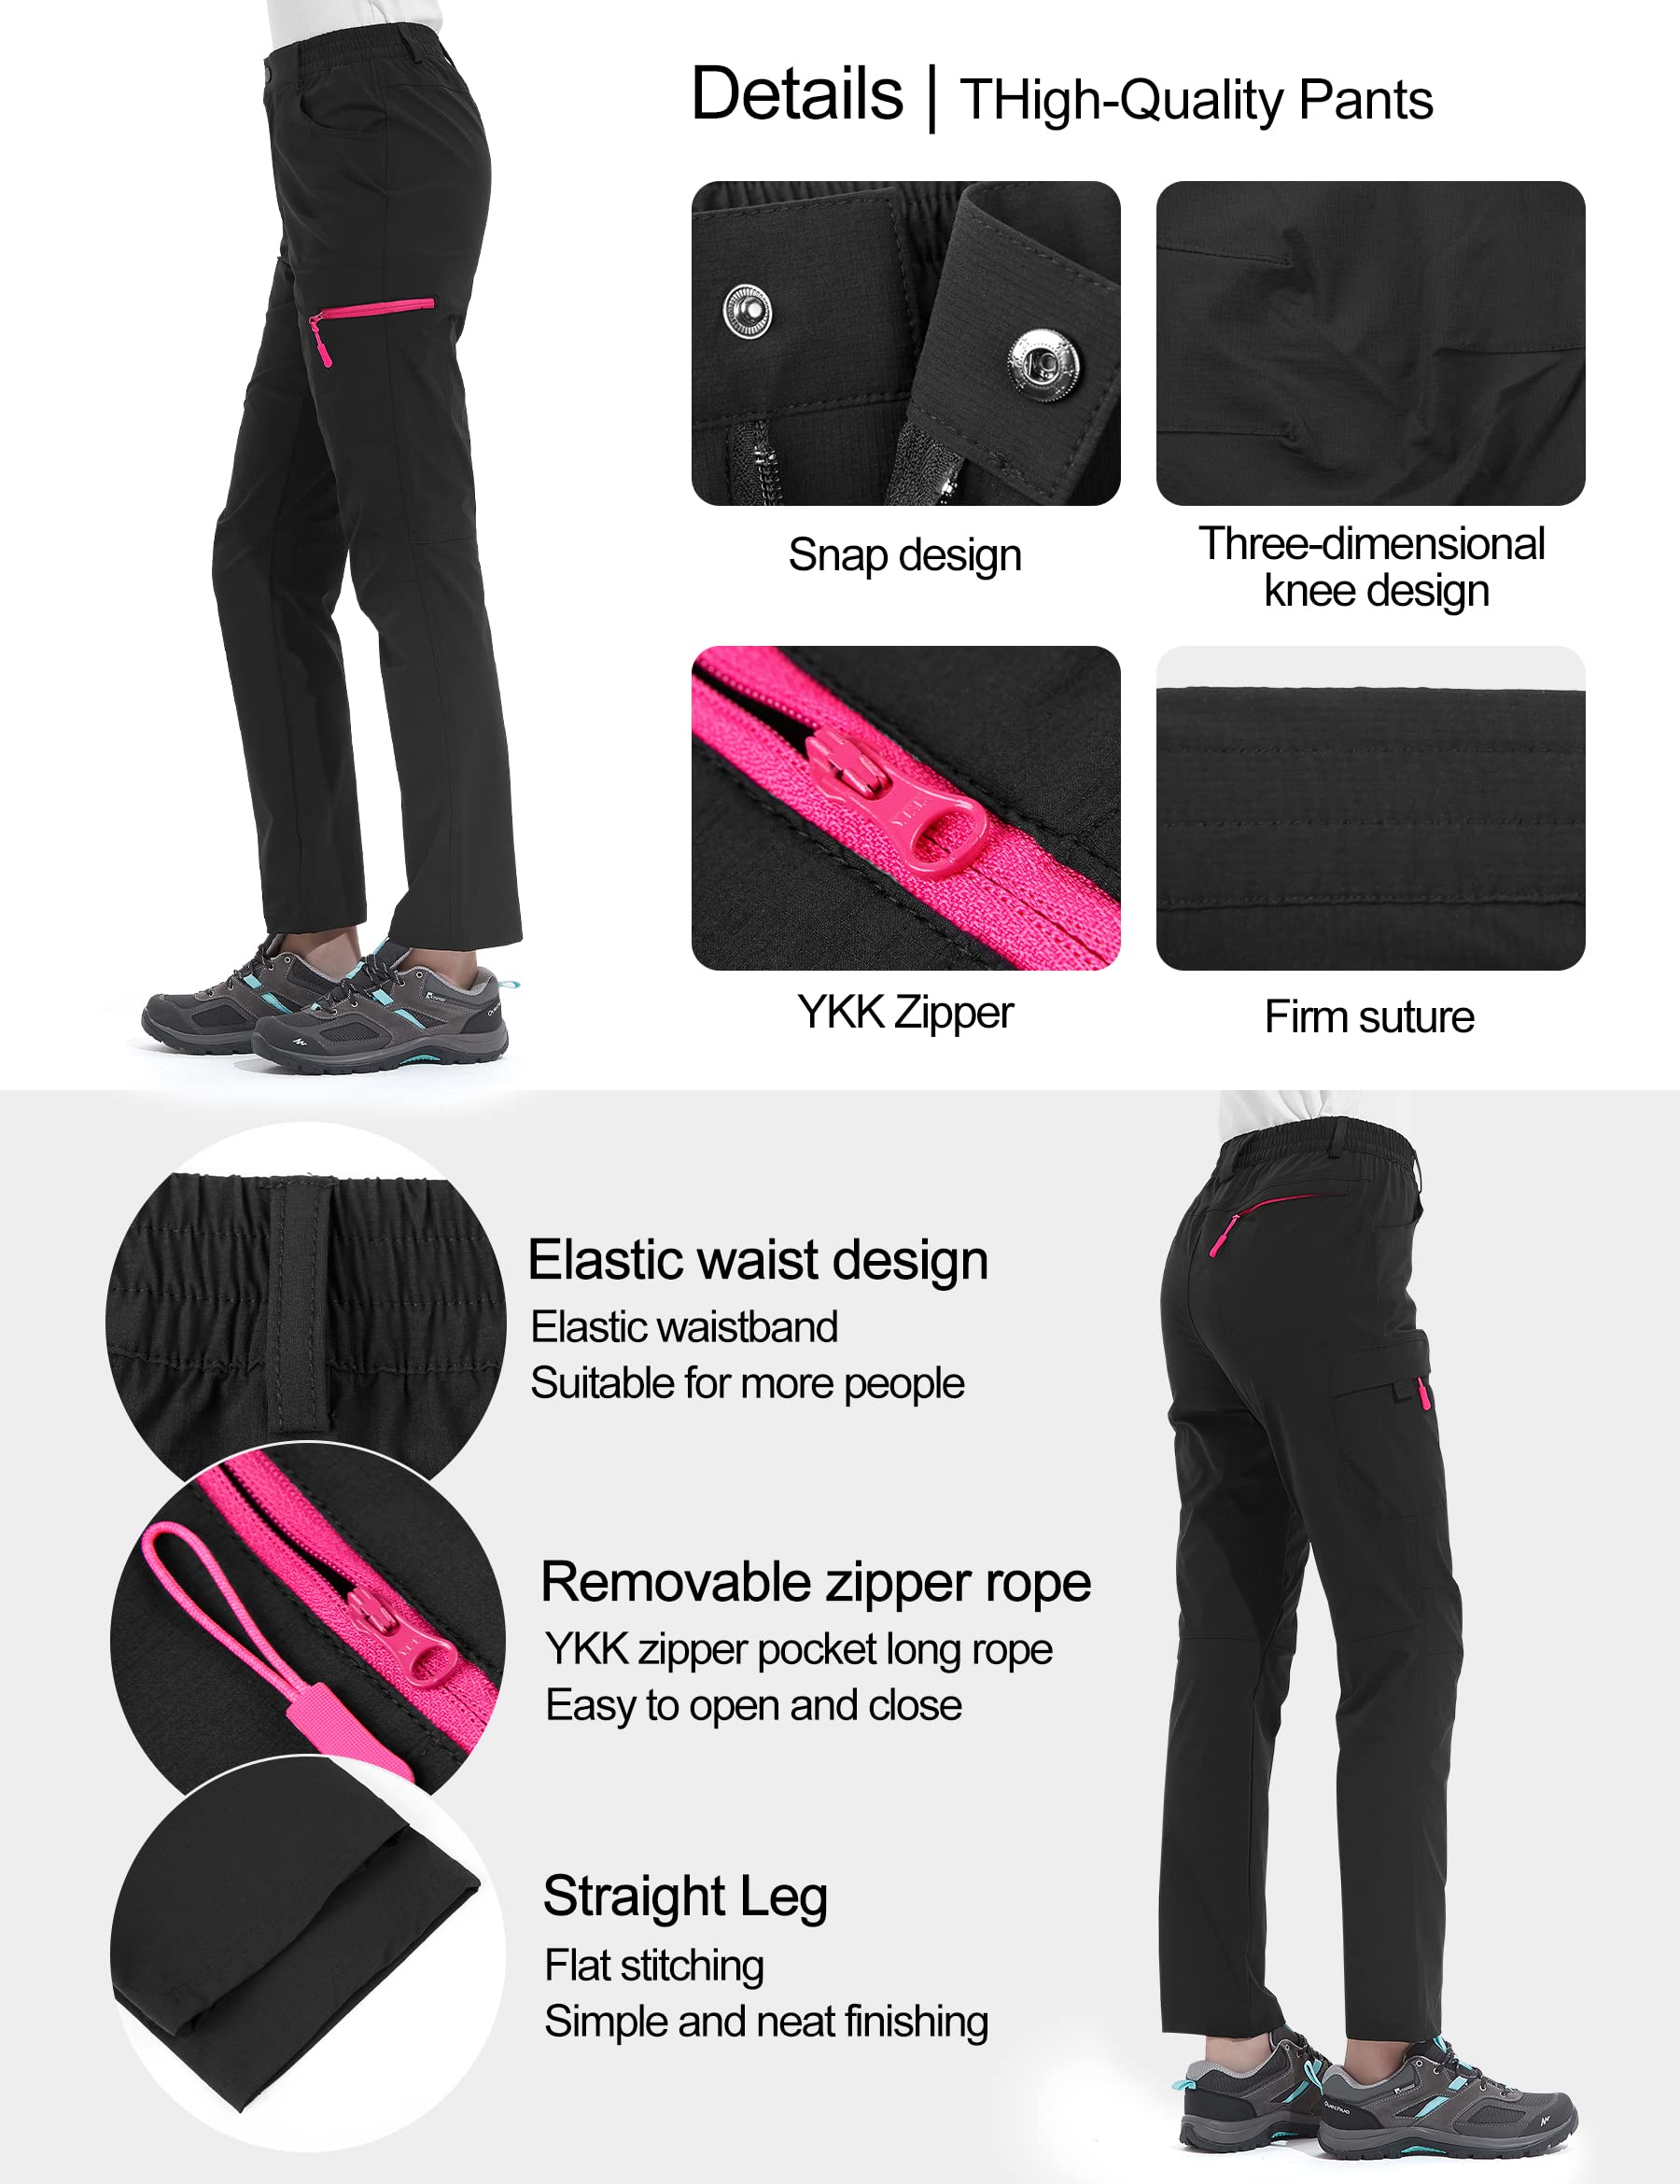 Details | THigh-Quality Pants
Snap design
Three-dimensional
knee design
YKK
YKK Zipper
Firm suture
Elastic waist design
Elastic waistband
Suitable for more people
Removable zipper rope
YKK zipper pocket long rope
Easy to open and close
Straight Leg
Flat stitching
Simple and neat finishing
Quechua